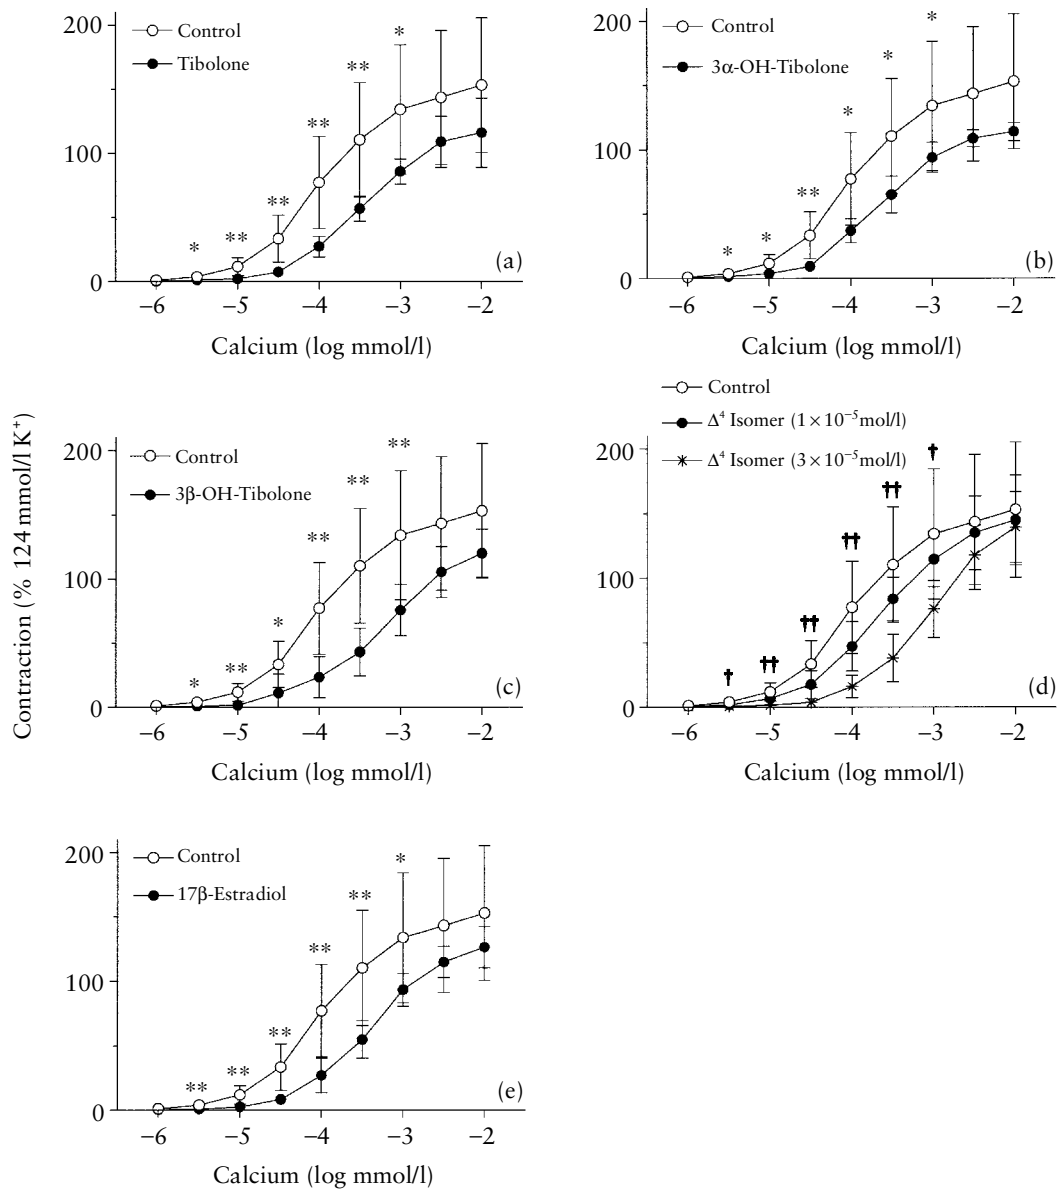 Contraction (% 124 mmol/l K⁺)
200
100
0
Control
Tibolone
* ** ** ** ** *
(a)
−6 −5 −4 −3 −2
Calcium (log mmol/l)
200
100
0
Control
3α-OH-Tibolone
* * ** * * *
(b)
−6 −5 −4 −3 −2
Calcium (log mmol/l)
200
100
0
Control
3β-OH-Tibolone
* ** * ** ** **
(c)
−6 −5 −4 −3 −2
Calcium (log mmol/l)
Control
Δ⁴ Isomer (1×10⁻⁵mol/l)
Δ⁴ Isomer (3×10⁻⁵mol/l)
200
100
0
† †† †† †† †† †
(d)
−6 −5 −4 −3 −2
Calcium (log mmol/l)
200
100
0
Control
17β-Estradiol
** ** ** ** ** *
(e)
−6 −5 −4 −3 −2
Calcium (log mmol/l)